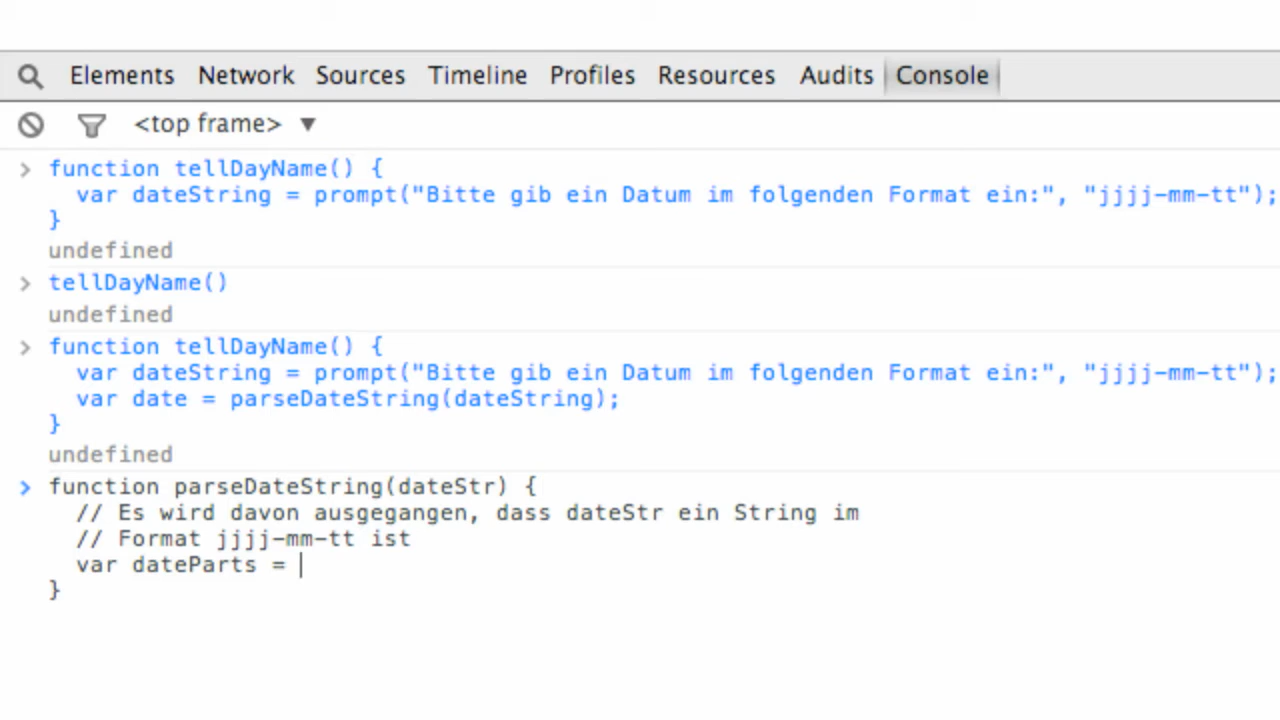 Elements Network Sources Timeline Profiles Resources Audits Console
<top frame> ▼
> function tellDayName() {
var dateString = prompt("Bitte gib ein Datum im folgenden Format ein:", "jjjj-mm-tt");
}
undefined
> tellDayName()
undefined
> function tellDayName() {
var dateString = prompt("Bitte gib ein Datum im folgenden Format ein:", "jjjj-mm-tt");
var date = parseDateString(dateString);
}
undefined
> function parseDateString(dateStr) {
// Es wird davon ausgegangen, dass dateStr ein String im
// Format jjjj-mm-tt ist
var dateParts =
}